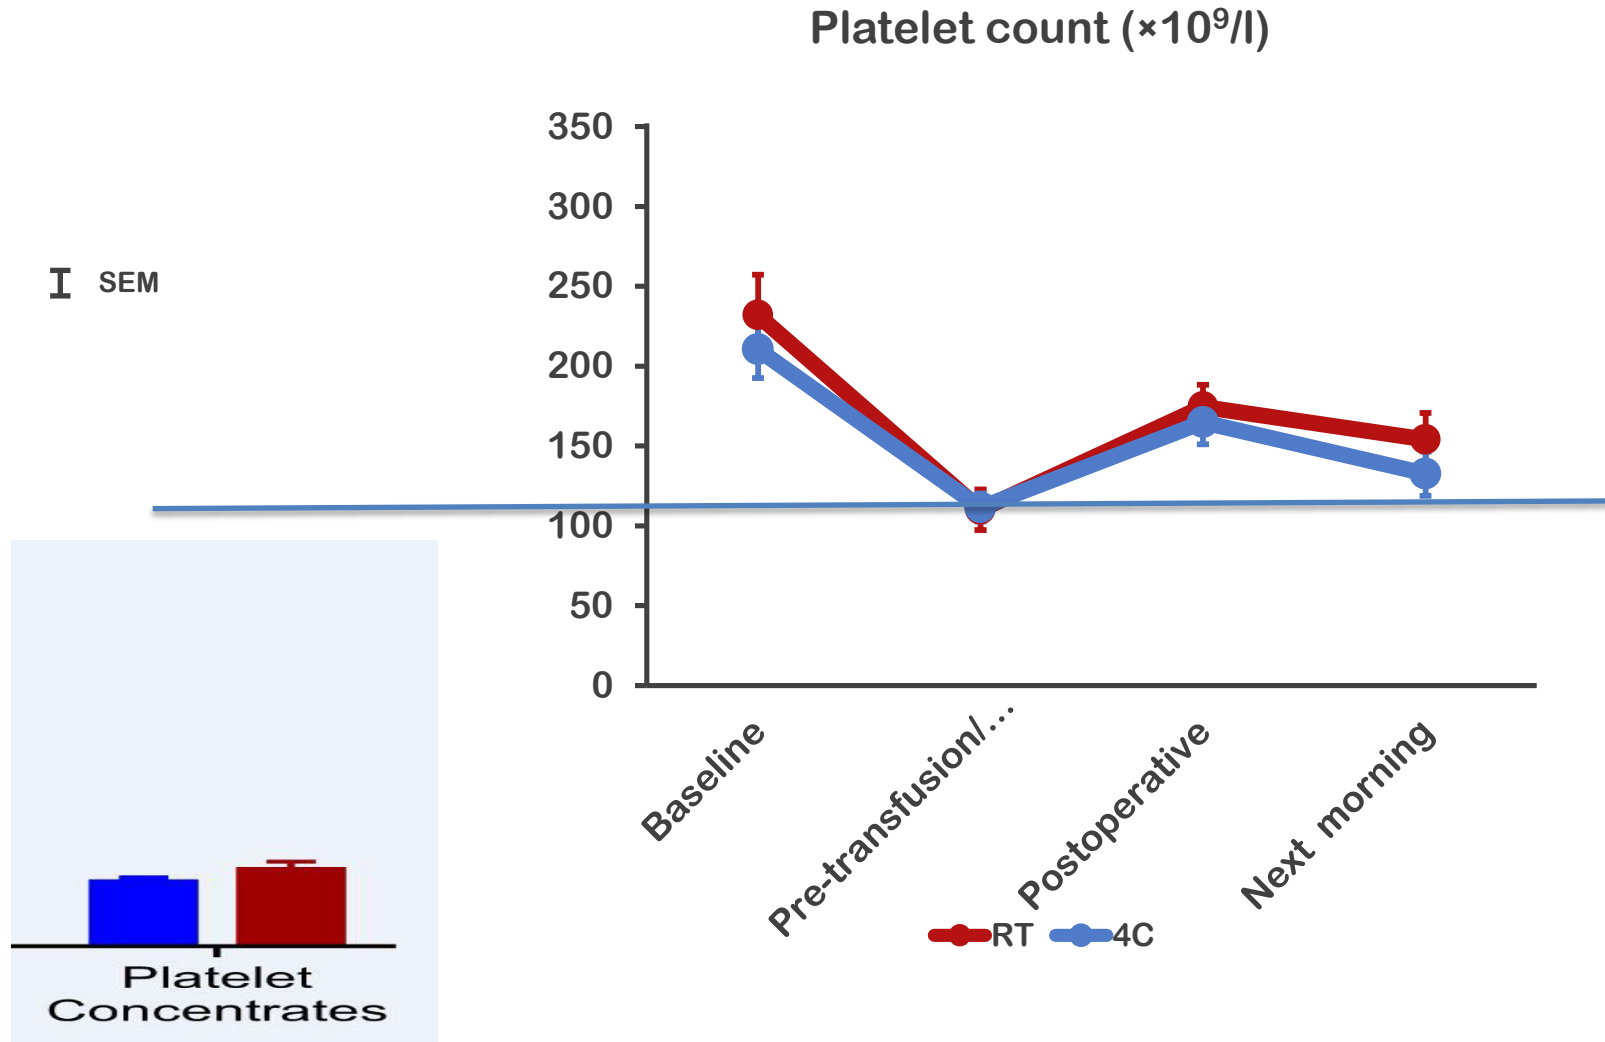 Platelet count (×10⁹/l)
350
300
250
200
150
100
50
0
SEM
Baseline
Pre-transfusion/...
Postoperative
Next morning
RT
4C
Platelet
Concentrates